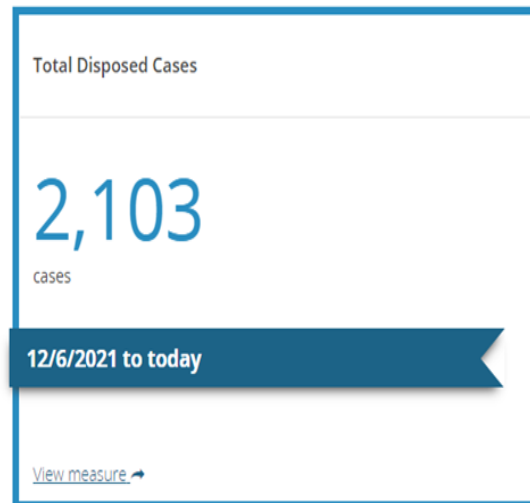 Total Disposed Cases
2,103
cases
12/6/2021 to today
View measure